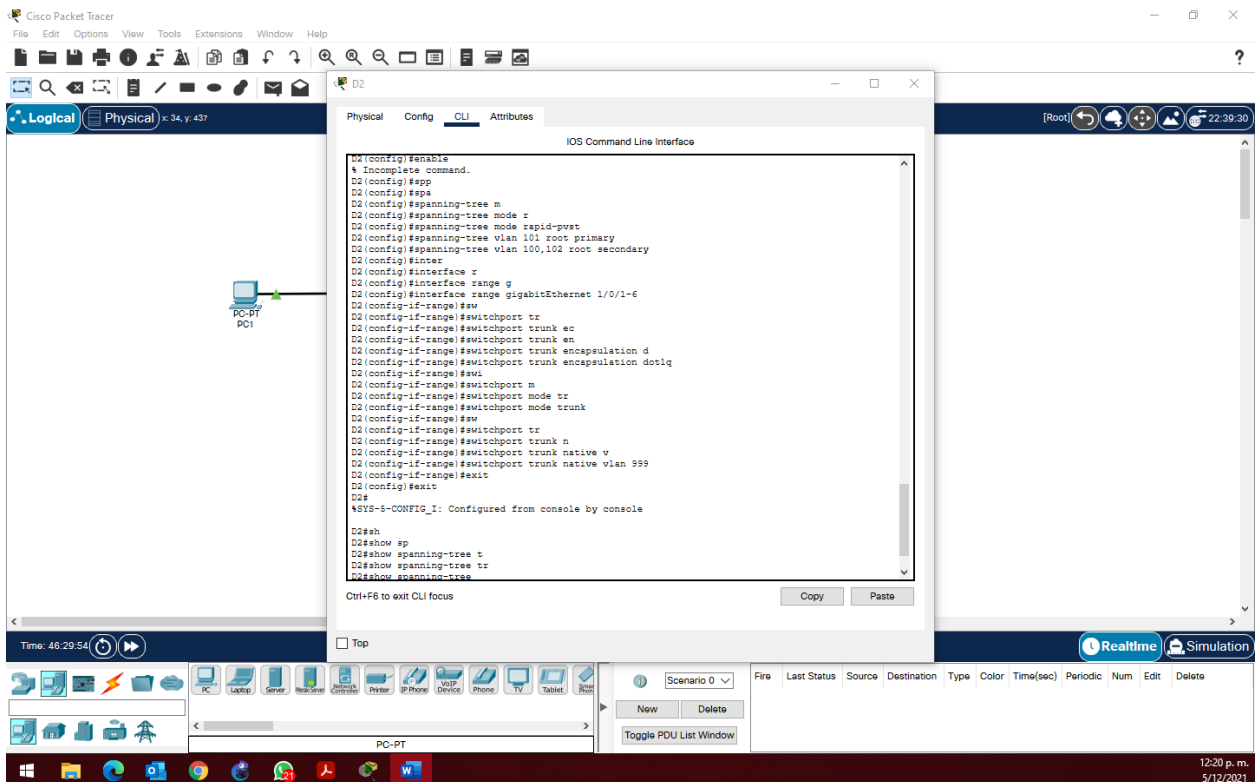 Cisco Packet Tracer
File Edit Options View Tools Extensions Window Help
?
D2
Logical Physical x: 34, y: 437
[Root] 22:39:30
Physical Config CLI Attributes
IOS Command Line Interface
D2(config)#enable
% Incomplete command.
D2(config)#spp
D2(config)#spa
D2(config)#spanning-tree m
D2(config)#spanning-tree mode r
D2(config)#spanning-tree mode rapid-pvst
D2(config)#spanning-tree vlan 101 root primary
D2(config)#spanning-tree vlan 100,102 root secondary
D2(config)#inter
D2(config)#interface r
D2(config)#interface range g
D2(config)#interface range gigabitEthernet 1/0/1-6
D2(config-if-range)#sw
D2(config-if-range)#switchport tr
D2(config-if-range)#switchport trunk ec
D2(config-if-range)#switchport trunk en
D2(config-if-range)#switchport trunk encapsulation d
D2(config-if-range)#switchport trunk encapsulation dot1q
D2(config-if-range)#swi
D2(config-if-range)#switchport m
D2(config-if-range)#switchport mode tr
D2(config-if-range)#switchport mode trunk
D2(config-if-range)#sw
D2(config-if-range)#switchport tr
D2(config-if-range)#switchport trunk n
D2(config-if-range)#switchport trunk native v
D2(config-if-range)#switchport trunk native vlan 999
D2(config-if-range)#exit
D2(config)#exit
D2#
%SYS-5-CONFIG_I: Configured from console by console
D2#sh
D2#show sp
D2#show spanning-tree t
D2#show spanning-tree tr
D2#show spanning-tree
PC-PT
PC1
Ctrl+F6 to exit CLI focus
Copy Paste
Top
Time: 46:29:54
Realtime Simulation
PC Laptop Server Printer IP Phone VoIP Device Phone TV Tablet
Scenario 0
New Delete
Toggle PDU List Window
Fire Last Status Source Destination Type Color Time(sec) Periodic Num Edit Delete
PC-PT
21
12:20 p. m.
5/12/2021